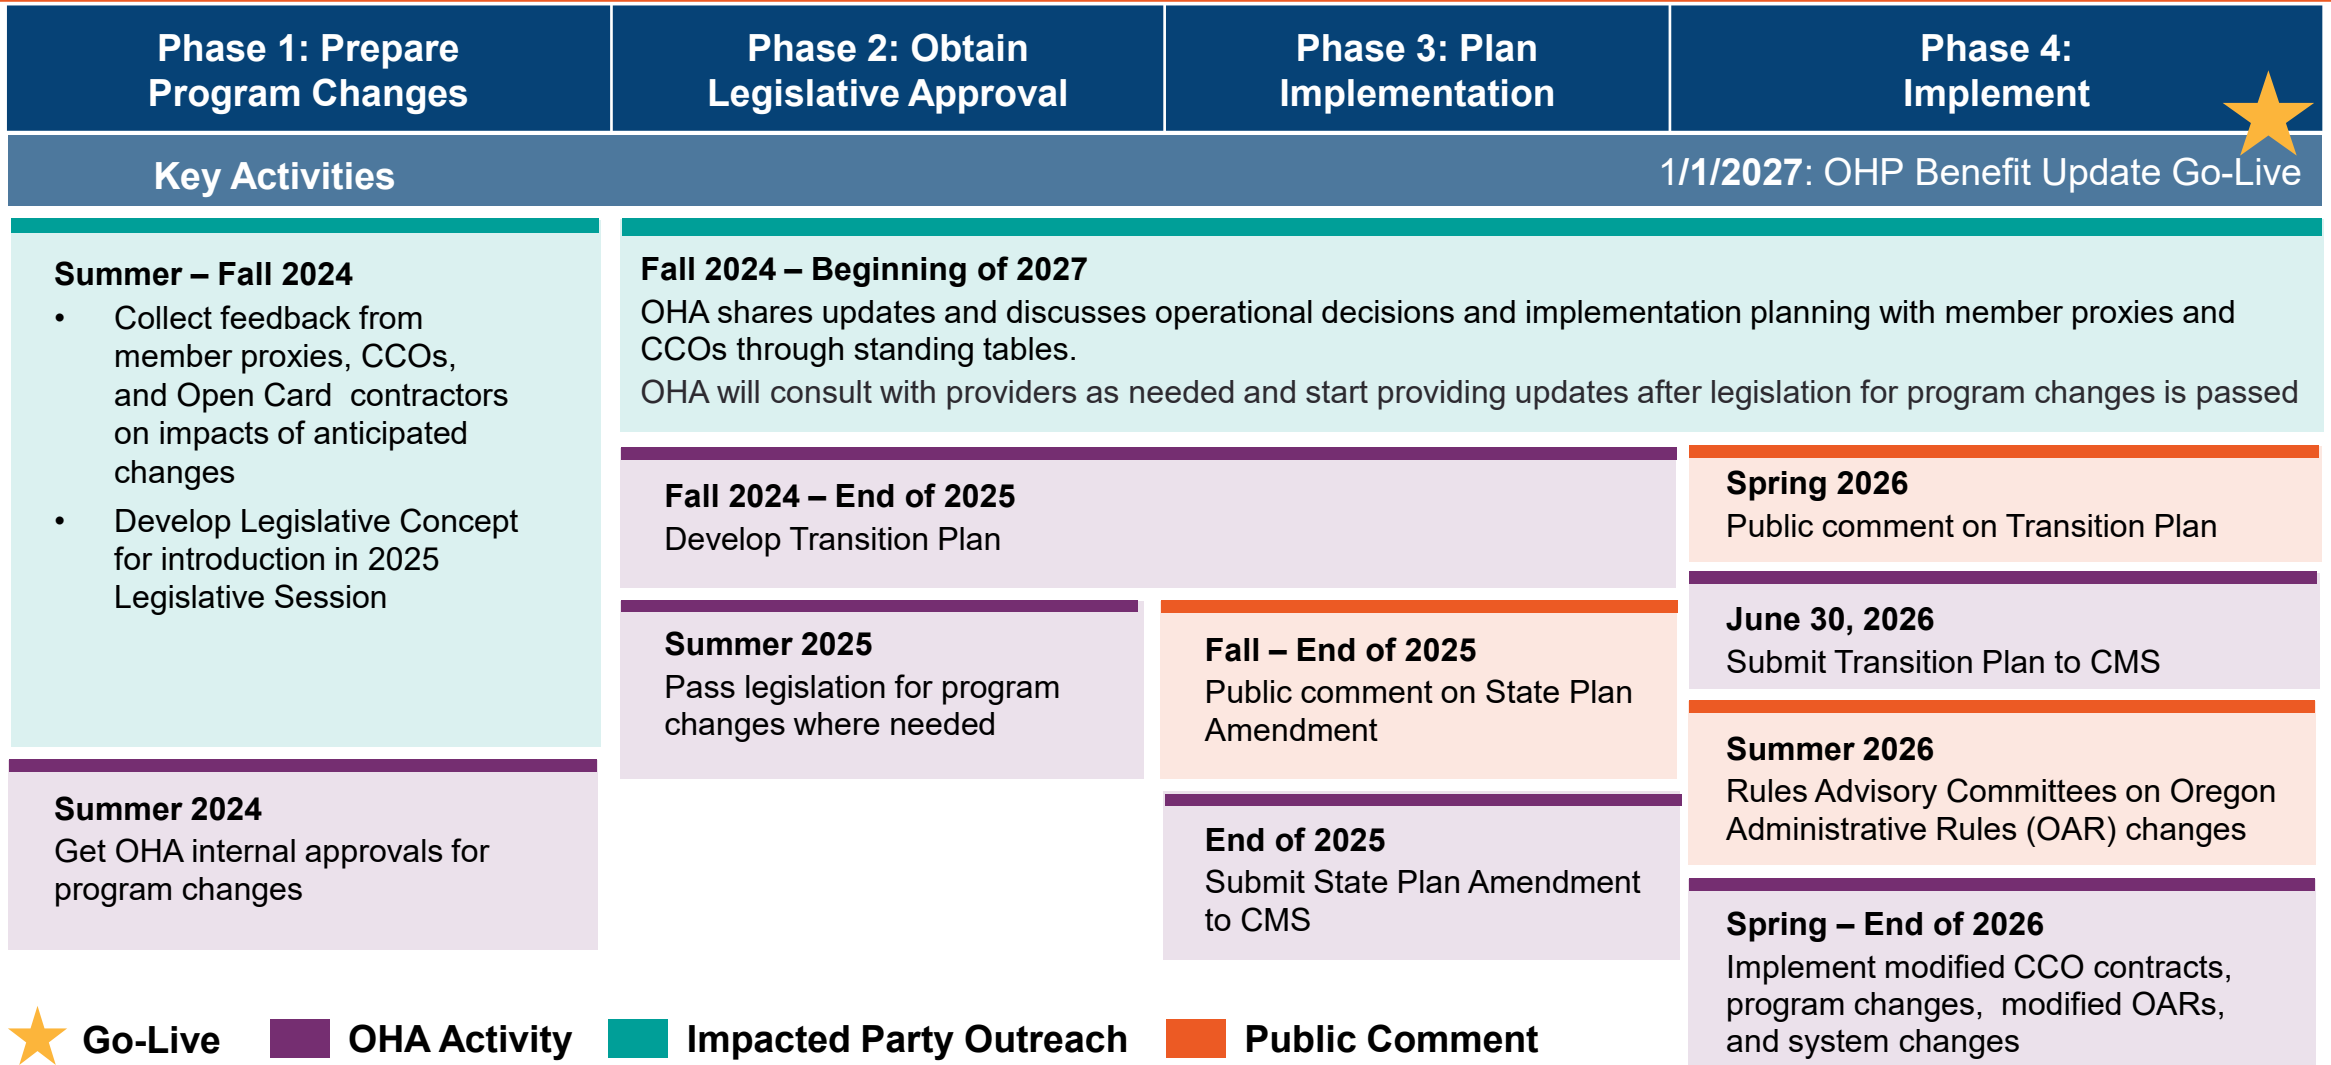 Phase 1: Prepare
Program Changes
Phase 2: Obtain
Legislative Approval
Phase 3: Plan
Implementation
Phase 4:
Implement
Key Activities
1/1/2027: OHP Benefit Update Go-Live
Summer – Fall 2024
• Collect feedback from
member proxies, CCOs,
and Open Card  contractors
on impacts of anticipated
changes
• Develop Legislative Concept
for introduction in 2025
Legislative Session
Summer 2024
Get OHA internal approvals for
program changes
Fall 2024 – Beginning of 2027
OHA shares updates and discusses operational decisions and implementation planning with member proxies and
CCOs through standing tables.
OHA will consult with providers as needed and start providing updates after legislation for program changes is passed
Fall 2024 – End of 2025
Develop Transition Plan
Summer 2025
Pass legislation for program
changes where needed
Fall – End of 2025
Public comment on State Plan
Amendment
End of 2025
Submit State Plan Amendment
to CMS
Spring 2026
Public comment on Transition Plan
June 30, 2026
Submit Transition Plan to CMS
Summer 2026
Rules Advisory Committees on Oregon
Administrative Rules (OAR) changes
Spring – End of 2026
Implement modified CCO contracts,
program changes,  modified OARs,
and system changes
Go-Live
OHA Activity
Impacted Party Outreach
Public Comment